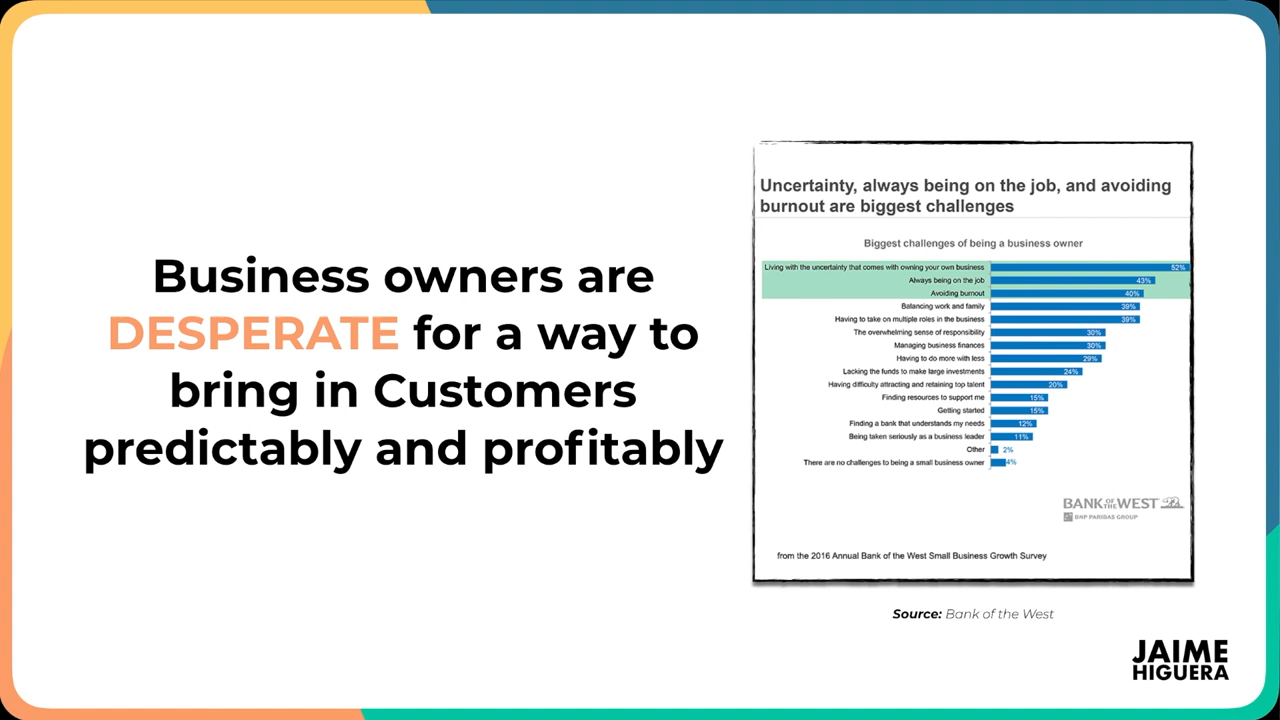 Business owners are
DESPERATE for a way to
bring in Customers
predictably and profitably
Uncertainty, always being on the job, and avoiding
burnout are biggest challenges
Biggest challenges of being a business owner
Living with the uncertainty that comes with owning your own business 52%
Always being on the job 43%
Avoiding burnout 40%
Balancing work and family 39%
Having to take on multiple roles in the business 39%
The overwhelming sense of responsibility 30%
Managing business finances 30%
Having to do more with less 29%
Lacking the funds to make large investments 24%
Having difficulty attracting and retaining top talent 20%
Finding resources to support me 15%
Getting started 15%
Finding a bank that understands my needs 12%
Being taken seriously as a business leader 11%
Other 2%
There are no challenges to being a small business owner 4%
BANK OF THE WEST
BNP PARIBAS GROUP
from the 2016 Annual Bank of the West Small Business Growth Survey
Source: Bank of the West
JAIME
HIGUERA